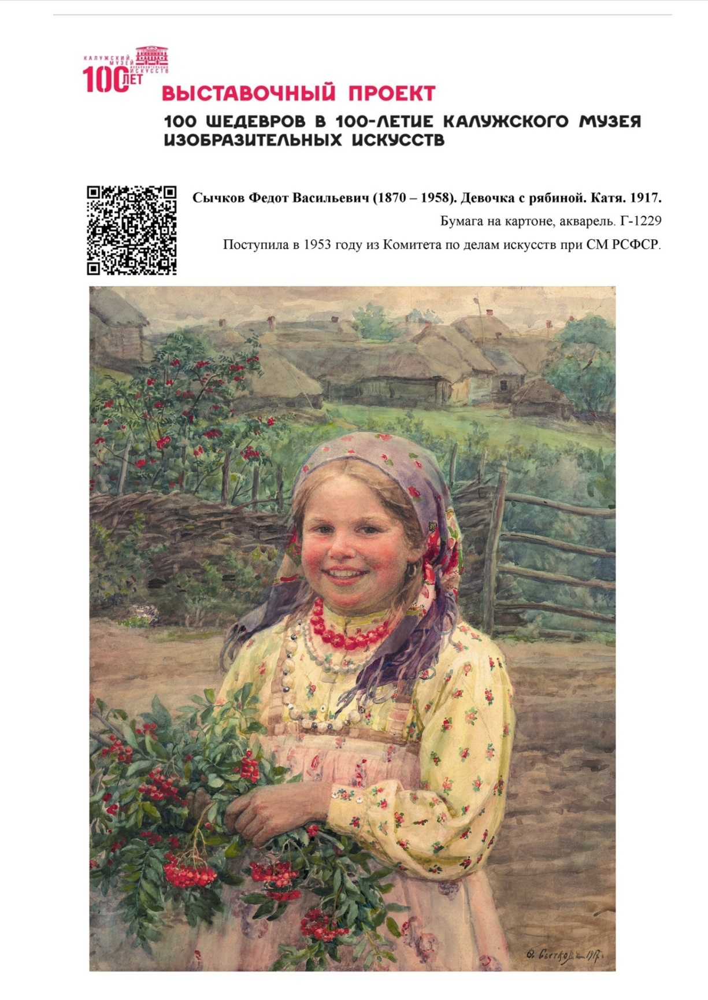 КАЛУЖСКИЙ
МУЗЕЙ
ИЗОБРАЗИТЕЛЬНЫХ
ИСКУССТВ
100 ЛЕТ
ВЫСТАВОЧНЫЙ ПРОЕКТ
100 ШЕДЕВРОВ В 100-ЛЕТИЕ КАЛУЖСКОГО МУЗЕЯ
ИЗОБРАЗИТЕЛЬНЫХ ИСКУССТВ
Сычков Федот Васильевич (1870 – 1958). Девочка с рябиной. Катя. 1917.
Бумага на картоне, акварель. Г-1229
Поступила в 1953 году из Комитета по делам искусств при СМ РСФСР.
Ф. Сычковъ 1917.